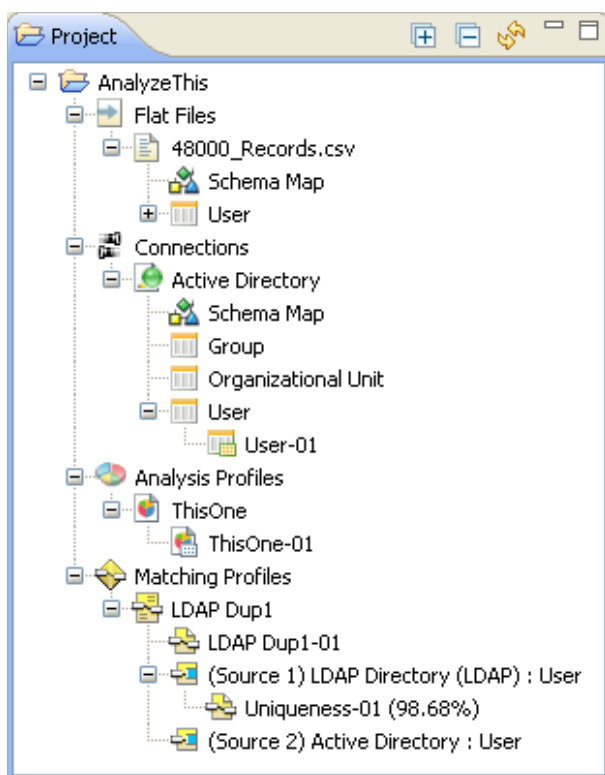 Project
AnalyzeThis
Flat Files
48000_Records.csv
Schema Map
User
Connections
Active Directory
Schema Map
Group
Organizational Unit
User
User-01
Analysis Profiles
ThisOne
ThisOne-01
Matching Profiles
LDAP Dup1
LDAP Dup1-01
(Source 1) LDAP Directory (LDAP) : User
Uniqueness-01 (98.68%)
(Source 2) Active Directory : User